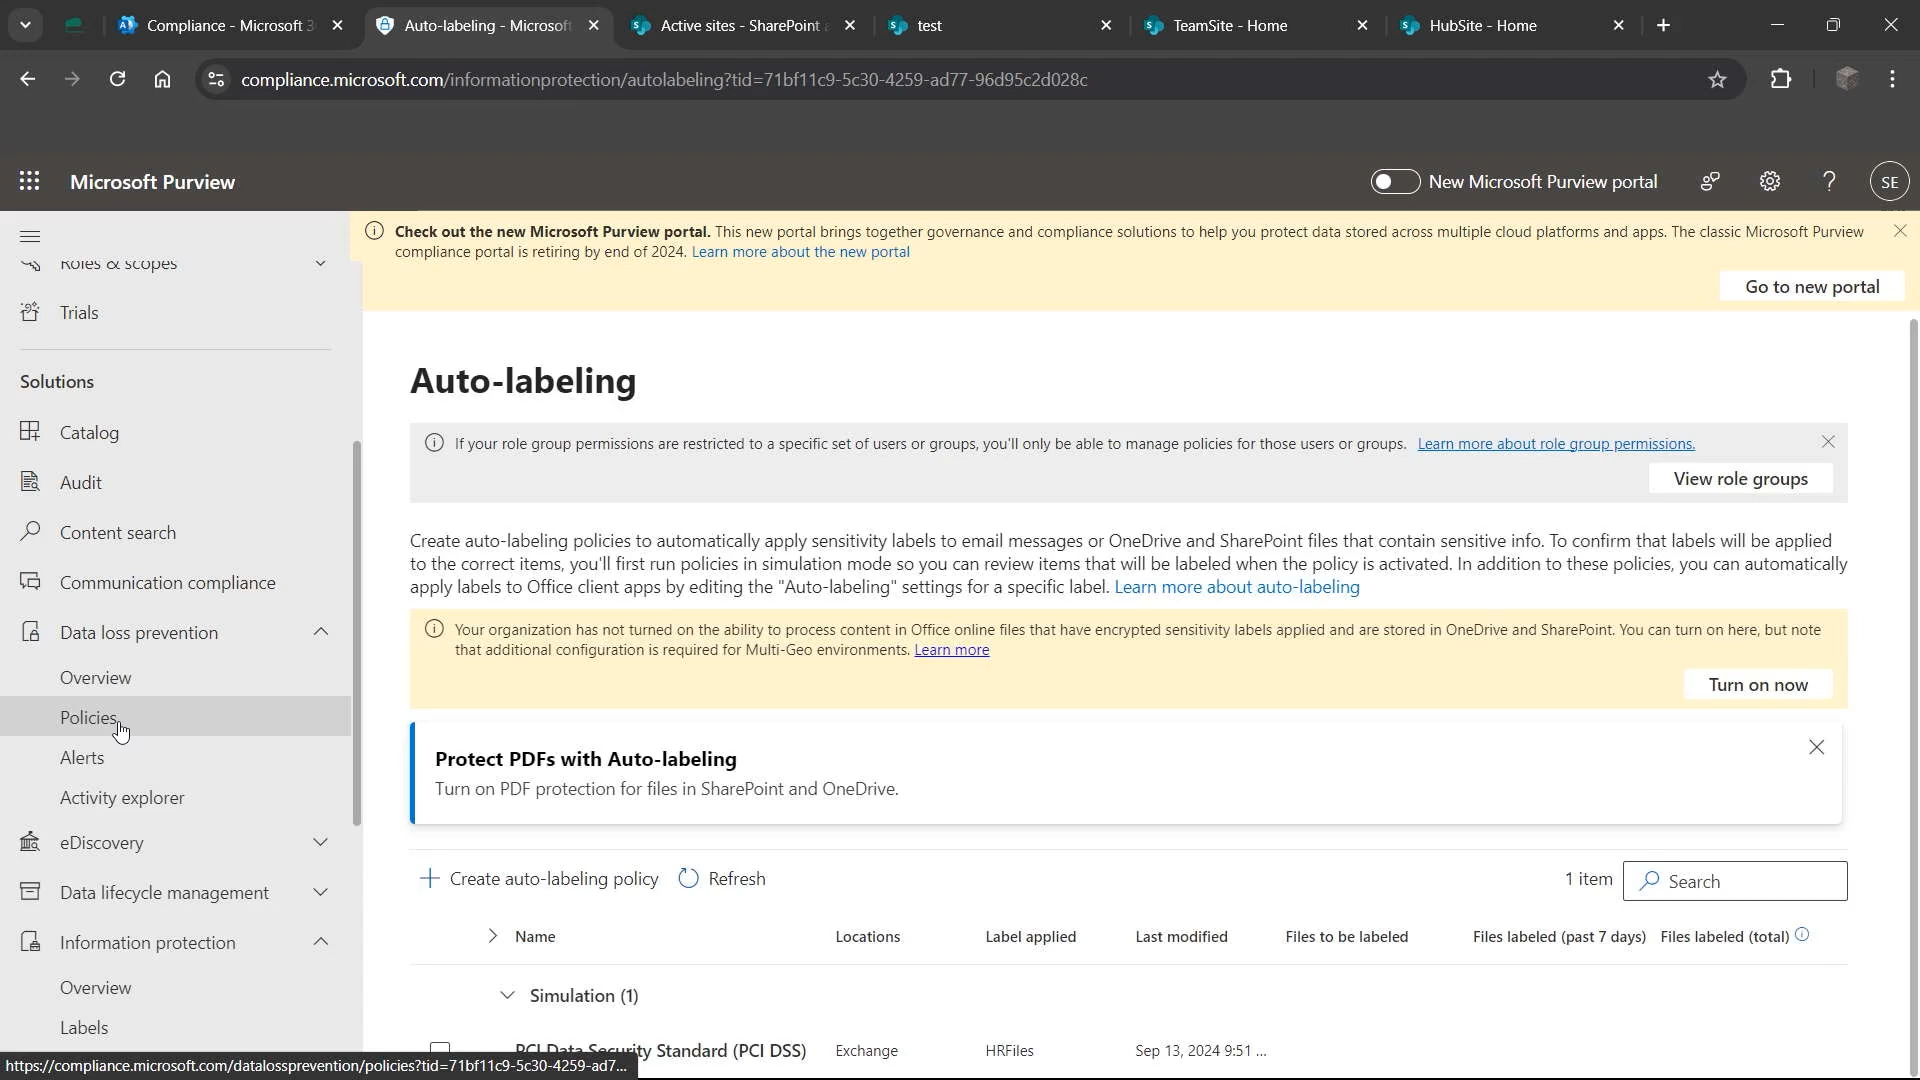 Compliance - Microsoft 3
Auto-labeling - Microsoft
Active sites - SharePoint a
test
TeamSite - Home
HubSite - Home
compliance.microsoft.com/informationprotection/autolabeling?tid=71bf11c9-5c30-4259-ad77-96d95c2d028c
Microsoft Purview
New Microsoft Purview portal
SE
Check out the new Microsoft Purview portal. This new portal brings together governance and compliance solutions to help you protect data stored across multiple cloud platforms and apps. The classic Microsoft Purview
compliance portal is retiring by end of 2024. Learn more about the new portal
Go to new portal
Roles & scopes
Trials
Solutions
Catalog
Audit
Content search
Communication compliance
Data loss prevention
Overview
Policies
Alerts
Activity explorer
eDiscovery
Data lifecycle management
Information protection
Overview
Labels
Auto-labeling
If your role group permissions are restricted to a specific set of users or groups, you'll only be able to manage policies for those users or groups. Learn more about role group permissions.
View role groups
Create auto-labeling policies to automatically apply sensitivity labels to email messages or OneDrive and SharePoint files that contain sensitive info. To confirm that labels will be applied
to the correct items, you'll first run policies in simulation mode so you can review items that will be labeled when the policy is activated. In addition to these policies, you can automatically
apply labels to Office client apps by editing the "Auto-labeling" settings for a specific label. Learn more about auto-labeling
Your organization has not turned on the ability to process content in Office online files that have encrypted sensitivity labels applied and are stored in OneDrive and SharePoint. You can turn on here, but note
that additional configuration is required for Multi-Geo environments. Learn more
Turn on now
Protect PDFs with Auto-labeling
Turn on PDF protection for files in SharePoint and OneDrive.
Create auto-labeling policy
Refresh
1 item
Search
Name Locations Label applied Last modified Files to be labeled Files labeled (past 7 days) Files labeled (total)
Simulation (1)
PCI Data Security Standard (PCI DSS) Exchange HRFiles Sep 13, 2024 9:51 ...
https://compliance.microsoft.com/datalossprevention/policies?tid=71bf11c9-5c30-4259-ad7...